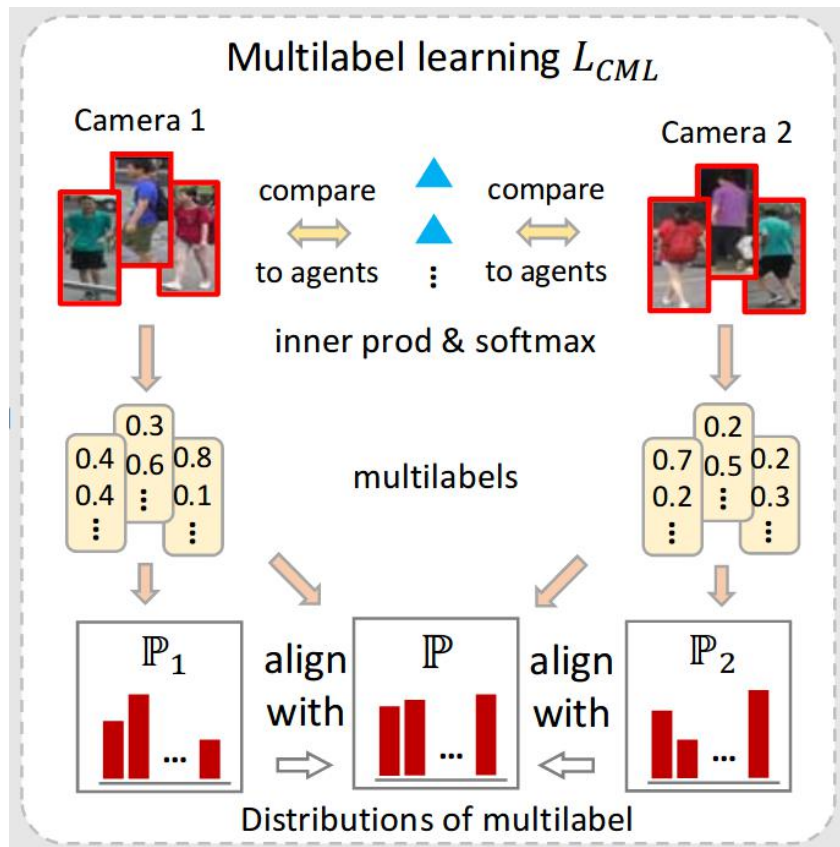 Multilabel learning L_{CML}
Camera 1
Camera 2
compare
to agents
⋮
compare
to agents
inner prod & softmax
0.4
0.4
⋮
0.3
0.6
⋮
0.8
0.1
⋮
multilabels
0.7
0.2
⋮
0.2
0.5
⋮
0.2
0.3
⋮
ℙ₁
...
align
with
ℙ
...
align
with
ℙ₂
...
Distributions of multilabel